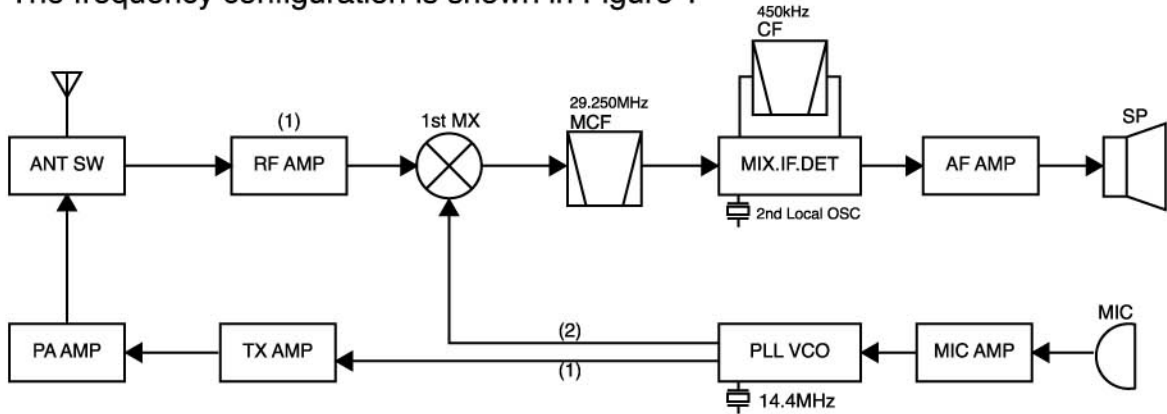 The frequency configuration is shown in Figure 1
450kHz
CF
29.250MHz
MCF
(1)
1st MX
SP
ANT SW
RF AMP
MIX.IF.DET
AF AMP
2nd Local OSC
MIC
(2)
PA AMP
TX AMP
PLL VCO
MIC AMP
(1)
14.4MHz